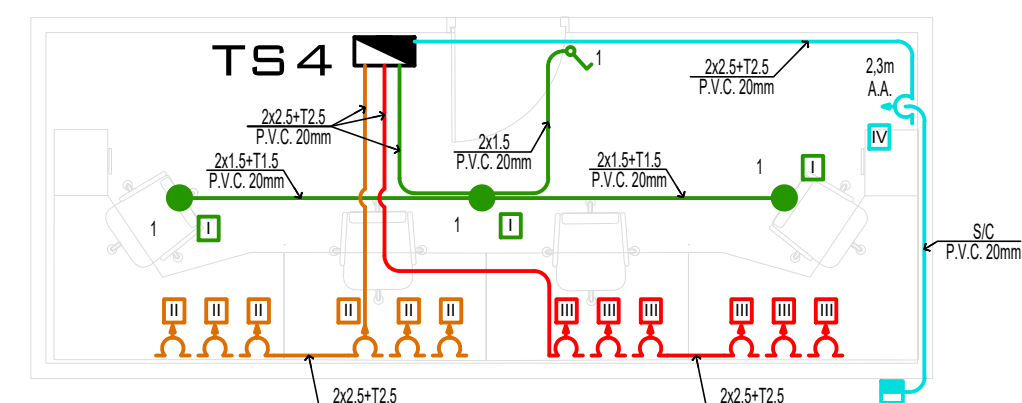 TS4
1
2x2.5+T2.5
P.V.C. 20mm
2,3m
A.A.
2x2.5+T2.5
P.V.C. 20mm
2x1.5
P.V.C. 20mm
IV
2x1.5+T1.5
P.V.C. 20mm
2x1.5+T1.5
P.V.C. 20mm
1
I
1
I
1
I
S/C
P.V.C. 20mm
II
II
II
II
II
II
III
III
III
III
III
III
2x2.5+T2.5
2x2.5+T2.5